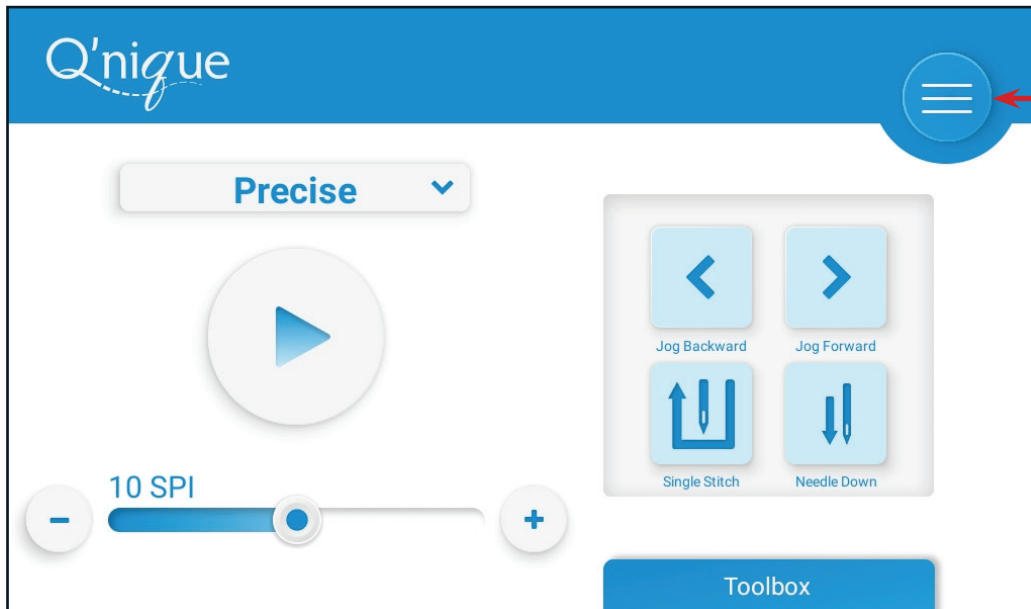 Q'nique
Precise
10 SPI
Jog Backward
Jog Forward
Single Stitch
Needle Down
Toolbox